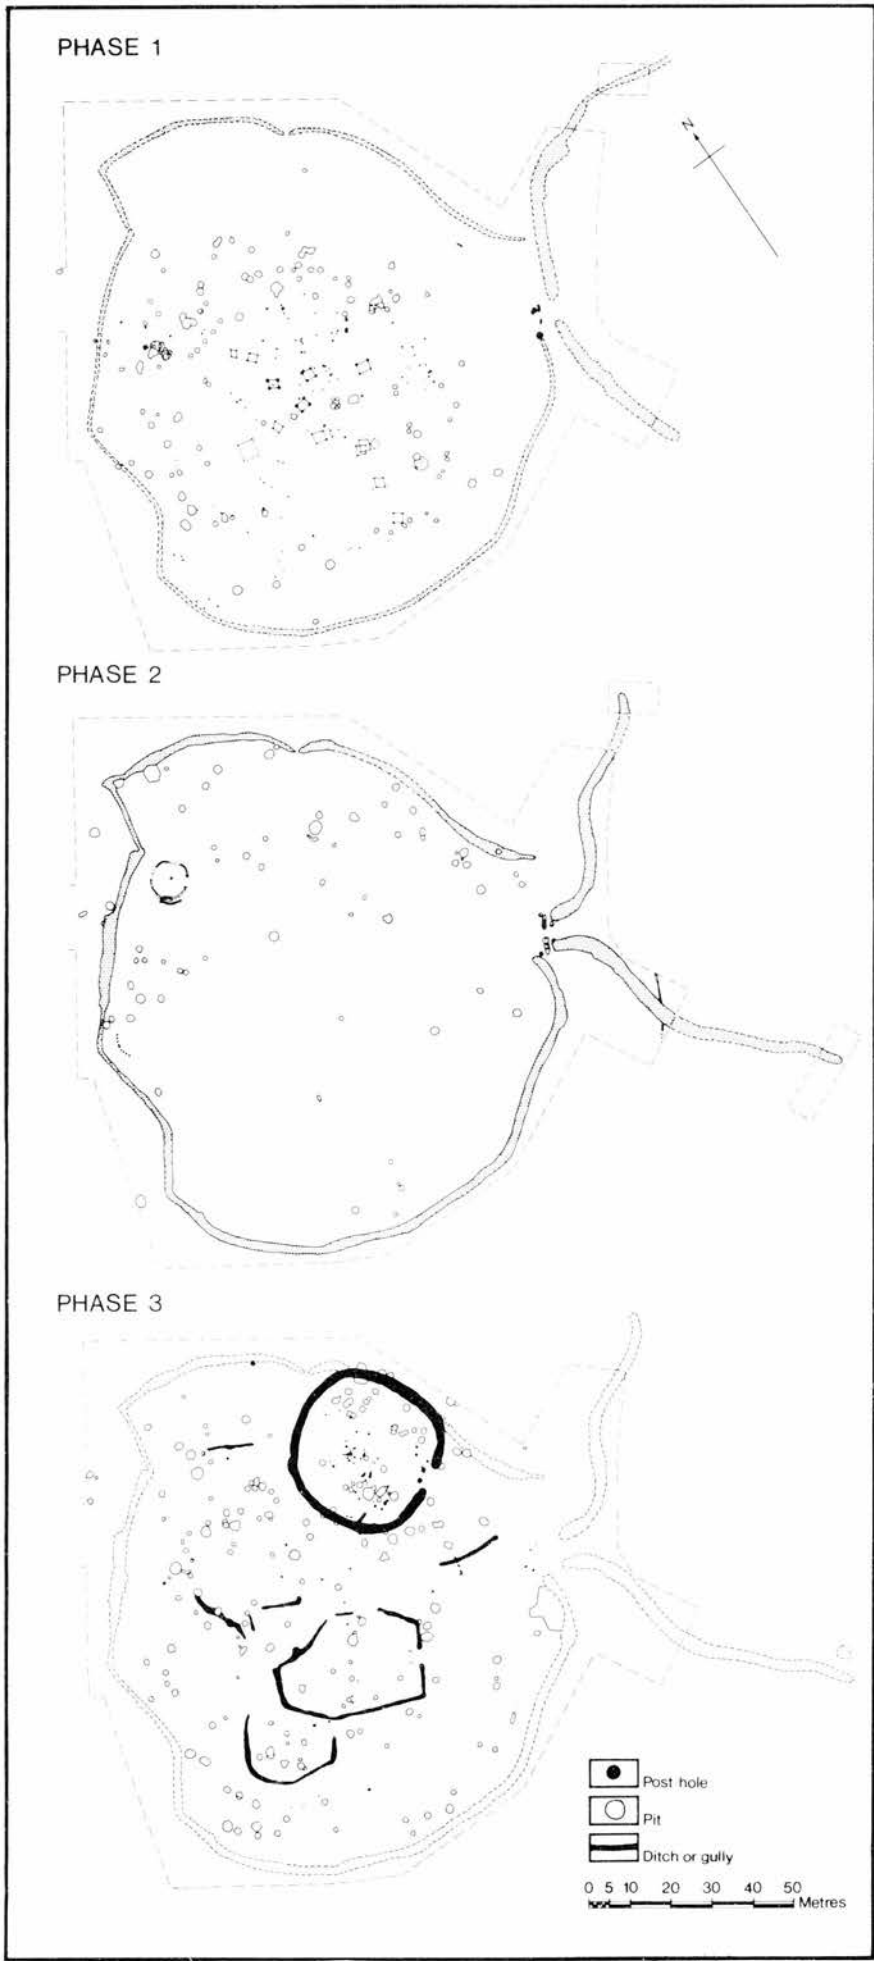 PHASE 1
N
PHASE 2
PHASE 3
Post hole
Pit
Ditch or gully
0 5 10 20 30 40 50
Metres